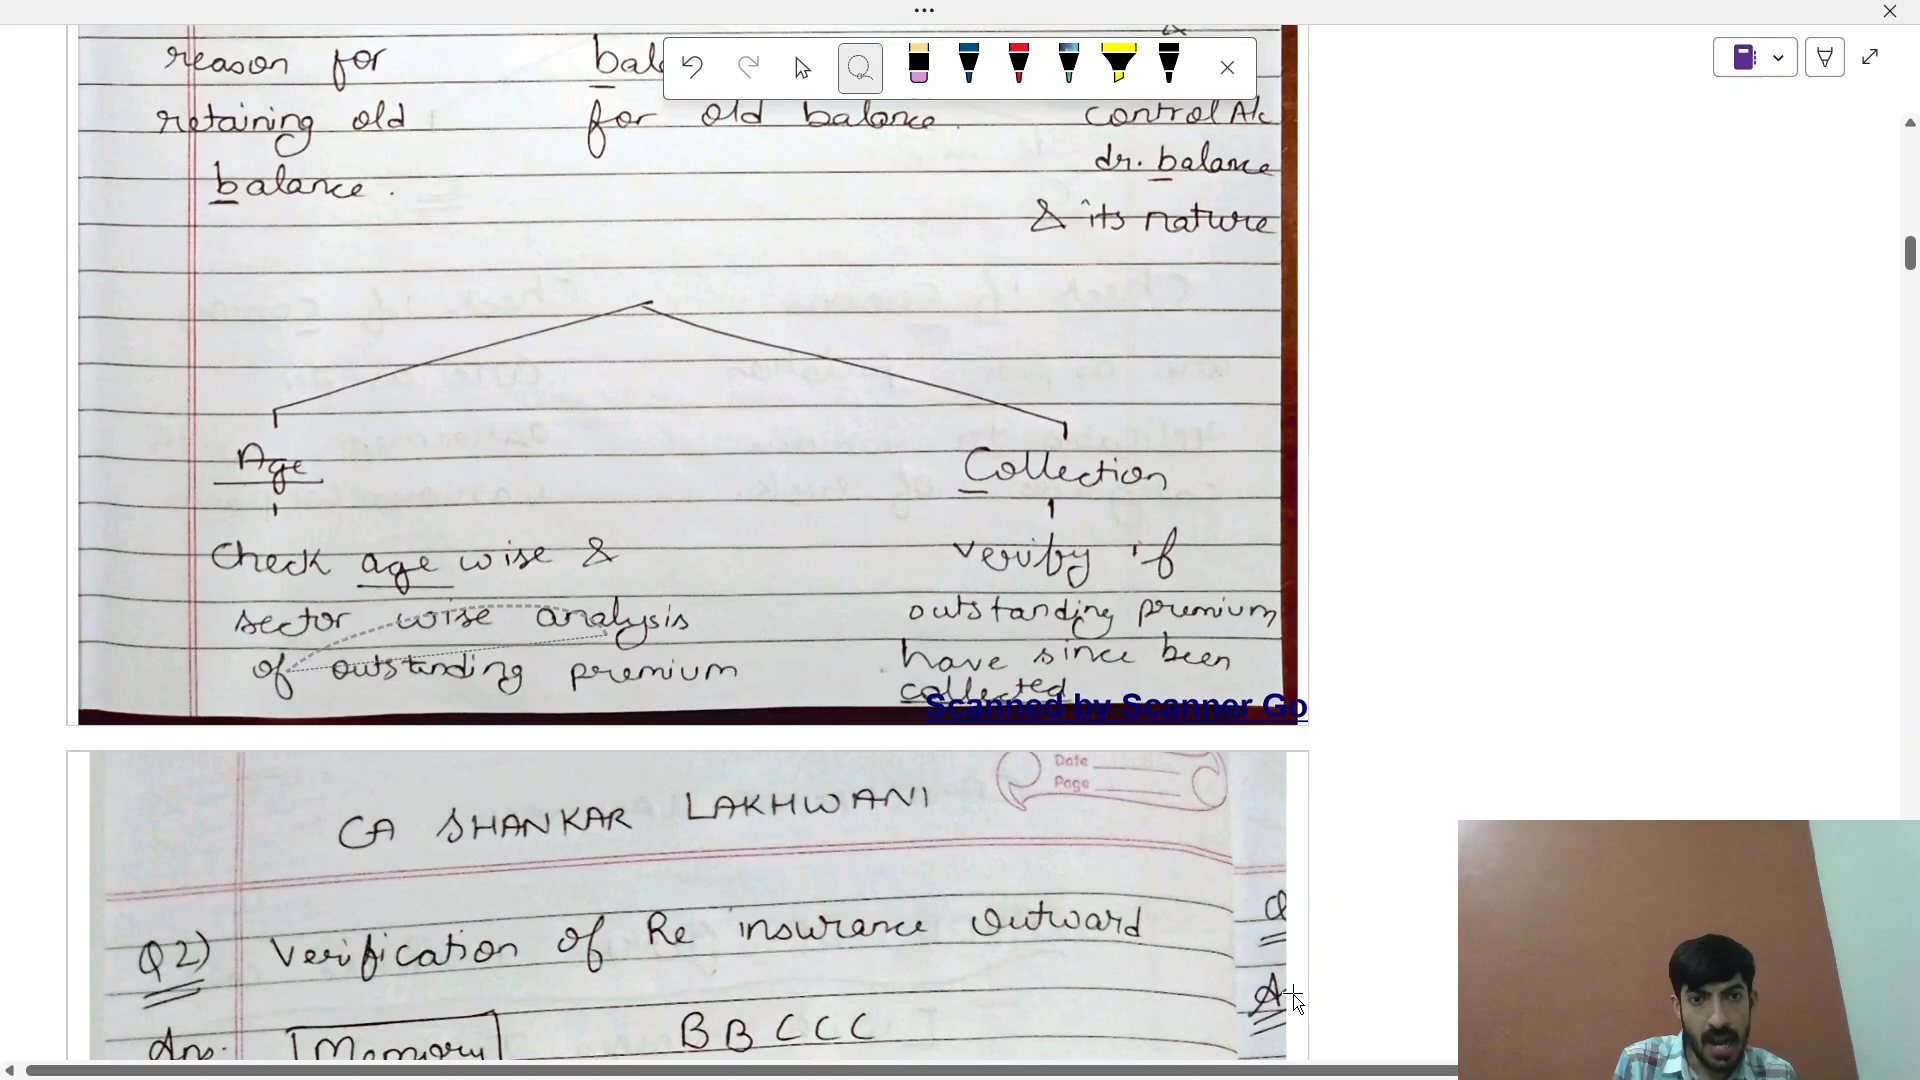 reason for
retaining old
balance.
for old balance.
control A/c
dr. balance
& its nature
Age
Check age wise &
sector wise analysis
of outstanding premium
Collection
Verify if
outstanding premium
have since been
collected
Scanned by Scanner Go
Date
Page
CA SHANKAR LAKHWANI
Q2) Verification of Re insurance Outward
Ans. Memory BBCCC